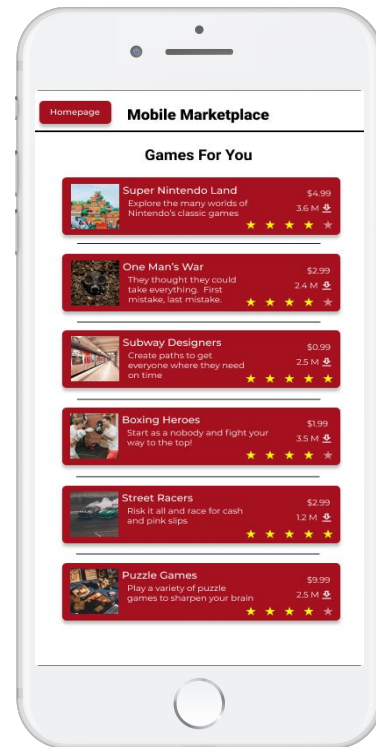 Homepage
Mobile Marketplace
Games For You
Super Nintendo Land
$4.99
Explore the many worlds of
Nintendo's classic games
3.6 M
One Man's War
$2.99
They thought they could
take everything. First
mistake, last mistake.
2.4 M
Subway Designers
$0.99
Create paths to get
everyone where they need
on time
2.5 M
Boxing Heroes
$1.99
Start as a nobody and fight your
way to the top!
3.5 M
Street Racers
$2.99
Risk it all and race for cash
and pink slips
1.2 M
Puzzle Games
$9.99
Play a variety of puzzle
games to sharpen your brain
2.5 M